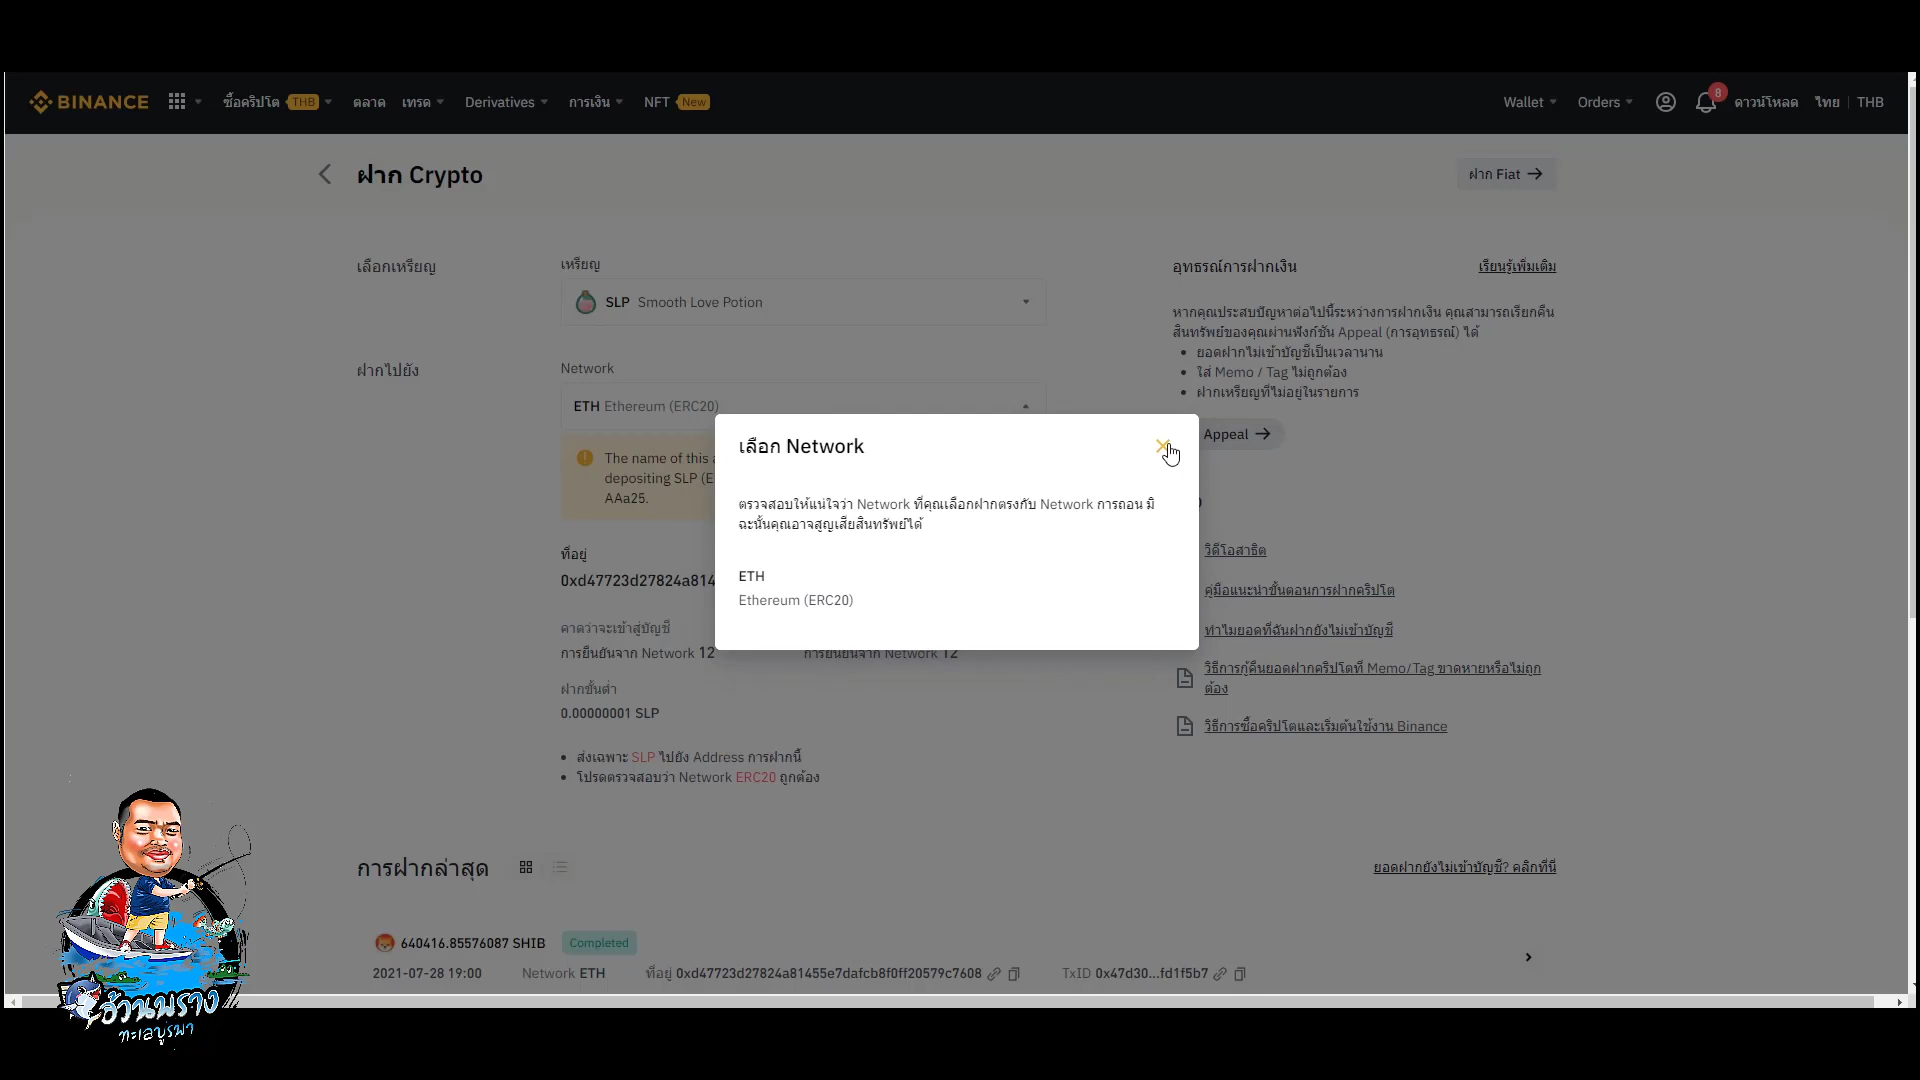 BINANCE ซื้อคริปโต THB ตลาด เทรด Derivatives การเงิน NFT New Wallet Orders 8 ดาวน์โหลด ไทย THB
ฝาก Crypto
ฝาก Fiat
เลือกเหรียญ
เหรียญ
SLP Smooth Love Potion
ฝากไปยัง
Network
ETH Ethereum (ERC20)
The name of this
depositing SLP (E
AAa25.
ที่อยู่
0xd47723d27824a814
คาดว่าจะเข้าสู่บัญชี
การยืนยันจาก Network 12
การยืนยันจาก Network 12
ฝากขั้นต่ำ
0.00000001 SLP
ส่งเฉพาะ SLP ไปยัง Address การฝากนี้
โปรดตรวจสอบว่า Network ERC20 ถูกต้อง
เลือก Network
ตรวจสอบให้แน่ใจว่า Network ที่คุณเลือกฝากตรงกับ Network การถอน มิ
ฉะนั้นคุณอาจสูญเสียสินทรัพย์ได้
ETH
Ethereum (ERC20)
อุทธรณ์การฝากเงิน
เรียนรู้เพิ่มเติม
หากคุณประสบปัญหาต่อไปนี้ระหว่างการฝากเงิน คุณสามารถเรียกคืน
สินทรัพย์ของคุณผ่านฟังก์ชัน Appeal (การอุทธรณ์) ได้
ยอดฝากไม่เข้าบัญชีเป็นเวลานาน
ใส่ Memo / Tag ไม่ถูกต้อง
ฝากเหรียญที่ไม่อยู่ในรายการ
Appeal
วิดีโอสาธิต
คู่มือแนะนำขั้นตอนการฝากคริปโต
ทำไมยอดที่ฉันฝากยังไม่เข้าบัญชี
วิธีการกู้คืนยอดฝากคริปโตที่ Memo/Tag ขาดหายหรือไม่ถูก
ต้อง
วิธีการซื้อคริปโตและเริ่มต้นใช้งาน Binance
การฝากล่าสุด
ยอดฝากยังไม่เข้าบัญชี? คลิกที่นี่
640416.85576087 SHIB Completed
2021-07-28 19:00 Network ETH ที่อยู่ 0xd47723d27824a81455e7dafcb8f0ff20579c7608 TxID 0x47d30...fd1f5b7
อ้วนพราง
ทะเลบูรพา